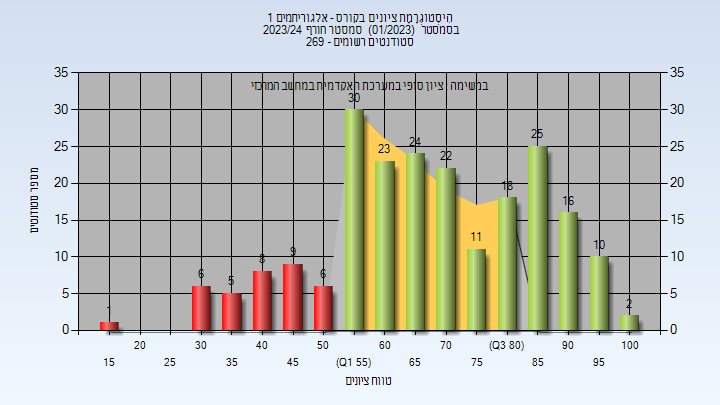 היסטוגרמת ציונים בקורס - אלגוריתמים 1
בסמסטר (01/2023) סמסטר חורף 2023/24
סטודנטים רשומים - 269
במשימה : ציון סופי במערכת האקדמית במחשב המרכזי
מספר סטודנטים
35 35
30 30
25 25
20 20
15 15
10 10
5 5
0 0
1 6 5 8 9 6 30 23 24 22 11 18 25 16 10 2
20 30 40 50 60 70 (Q3 80) 90 100
15 25 35 45 (Q1 55) 65 75 85 95
טווח ציונים